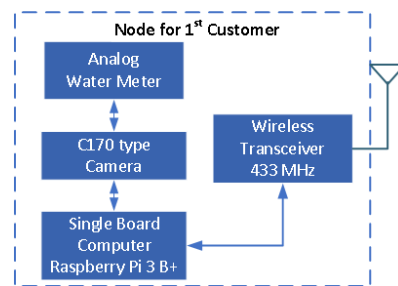 Node for 1st Customer
Analog
Water Meter
C170 type
Camera
Wireless
Transceiver
433 MHz
Single Board
Computer
Raspberry Pi 3 B+